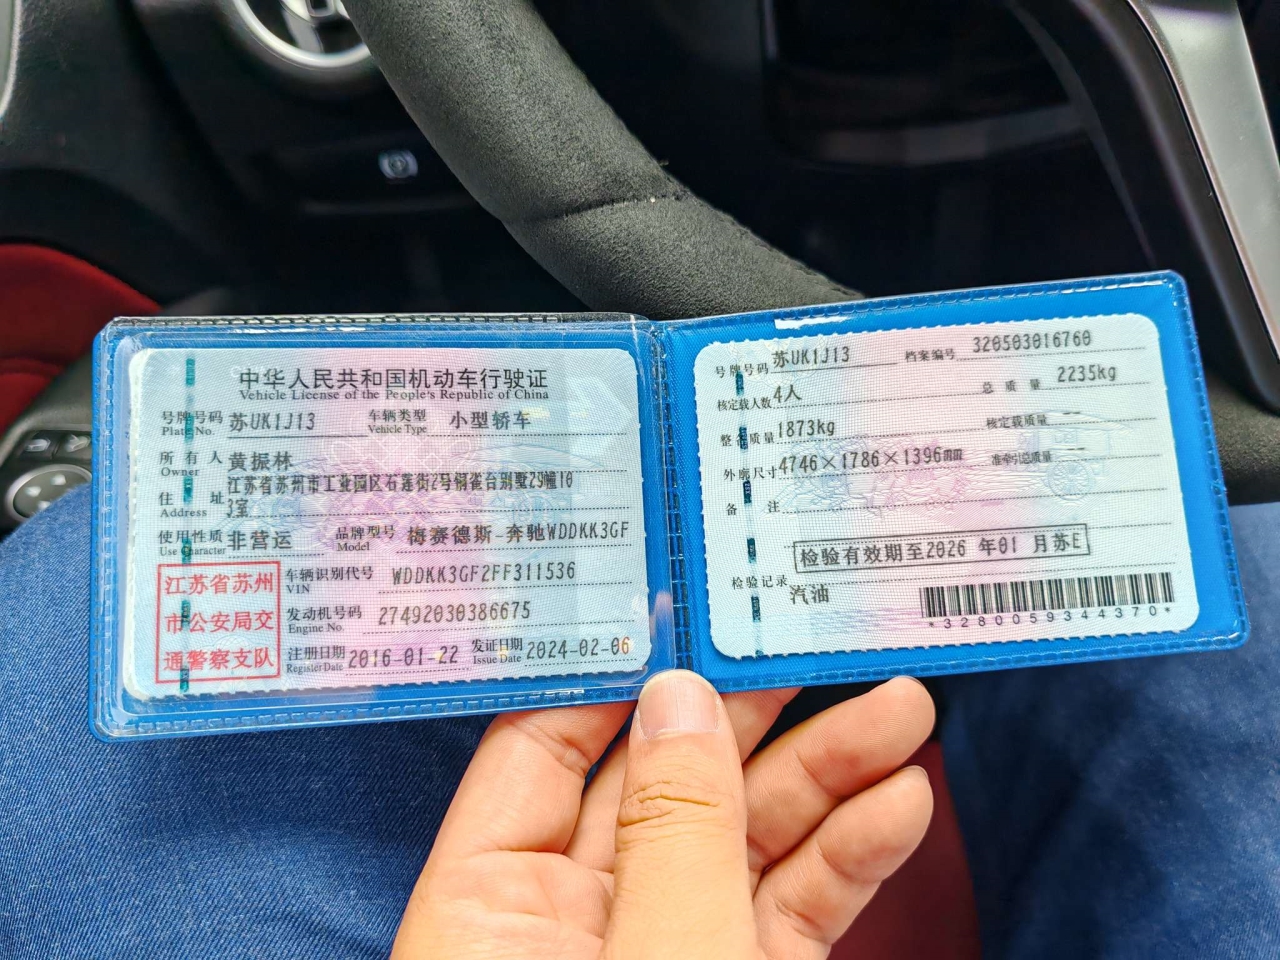 中华人民共和国机动车行驶证
Vehicle License of the People's Republic of China
号牌号码 Plate No. 苏UK1J13 车辆类型 Vehicle Type 小型轿车
所有人 Owner 黄振林
住址 Address 江苏省苏州市工业园区石莲街2号铜雀台别墅29幢10
3室
使用性质 Use Character 非营运 品牌型号 Model 梅赛德斯-奔驰WDDKK3GF
江苏省苏州
市公安局交
通警察支队
车辆识别代号 VIN WDDKK3GF2FF311536
发动机号码 Engine No. 27492030386675
注册日期 Register Date 2016-01-22 发证日期 Issue Date 2024-02-06
号牌号码 苏UK1J13 档案编号 320503016760
核定载人数 4人 总质量 2235kg
整备质量 1873kg 核定载质量 --
外廓尺寸 4746×1786×1396mm 准牵引总质量 --
备注
检验有效期至2026 年01 月苏E
检验记录 汽油
*3280059344370*